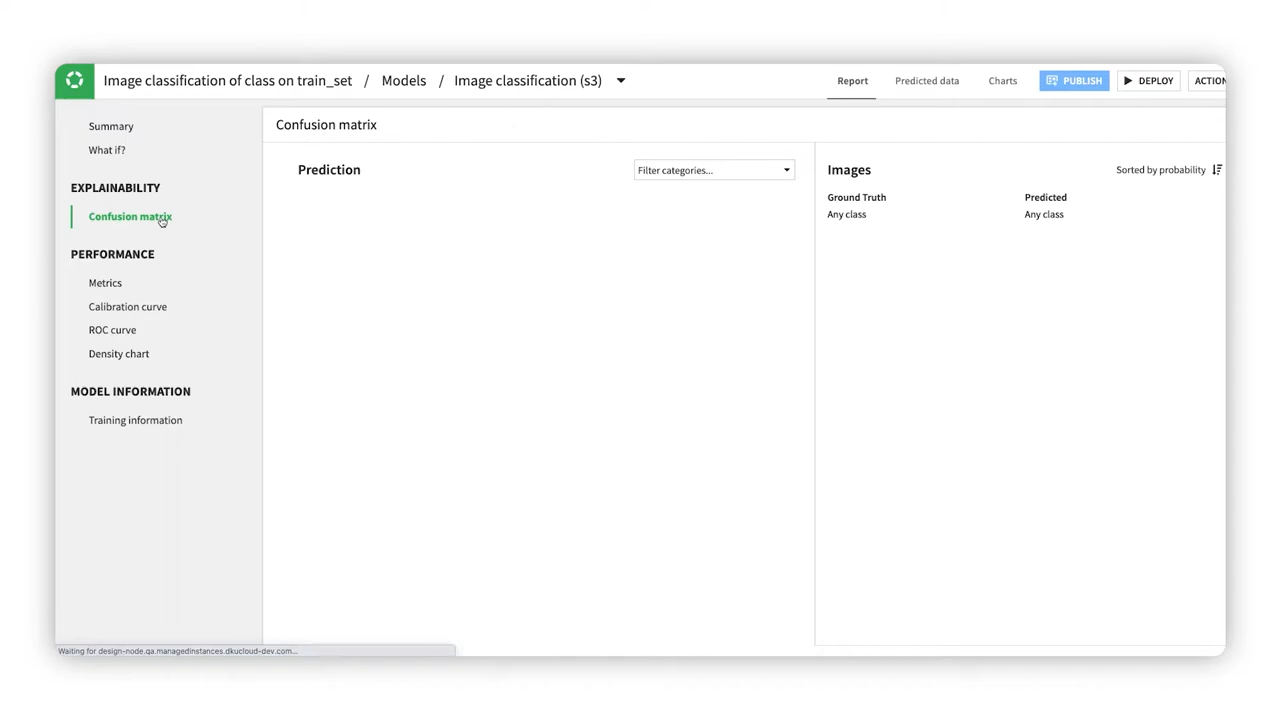 Image classification of class on train_set / Models / Image classification (s3)
Report Predicted data Charts PUBLISH DEPLOY ACTION
Summary
What if?
EXPLAINABILITY
Confusion matrix
PERFORMANCE
Metrics
Calibration curve
ROC curve
Density chart
MODEL INFORMATION
Training information
Confusion matrix
Prediction
Filter categories...
Images
Sorted by probability
Ground Truth Predicted
Any class Any class
Waiting for design-node.qa.managedinstances.dkucloud-dev.com...